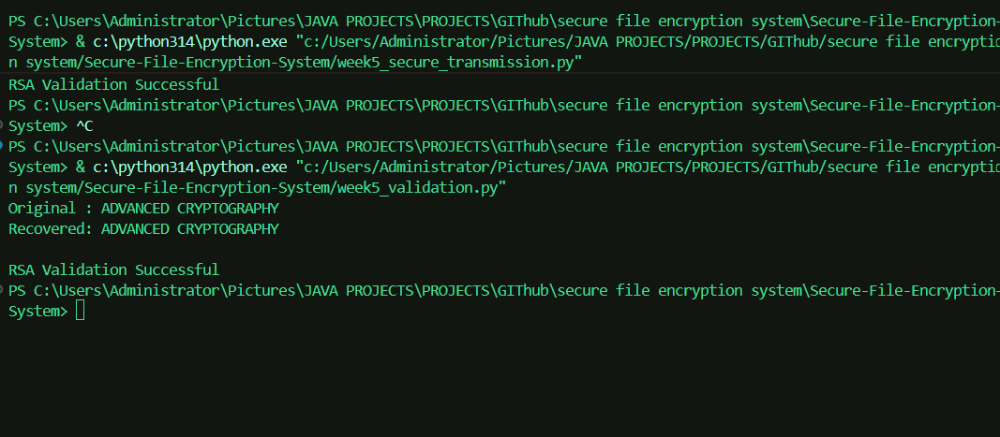 PS C:\Users\Administrator\Pictures\JAVA PROJECTS\PROJECTS\GIThub\secure file encryption system\Secure-File-Encryption-
System> & c:\python314\python.exe "c:/Users/Administrator/Pictures/JAVA PROJECTS/PROJECTS/GIThub/secure file encryptio
n system/Secure-File-Encryption-System/week5_secure_transmission.py"
RSA Validation Successful
PS C:\Users\Administrator\Pictures\JAVA PROJECTS\PROJECTS\GIThub\secure file encryption system\Secure-File-Encryption-
System> ^C
PS C:\Users\Administrator\Pictures\JAVA PROJECTS\PROJECTS\GIThub\secure file encryption system\Secure-File-Encryption-
System> & c:\python314\python.exe "c:/Users/Administrator/Pictures/JAVA PROJECTS/PROJECTS/GIThub/secure file encryptio
n system/Secure-File-Encryption-System/week5_validation.py"
Original : ADVANCED CRYPTOGRAPHY
Recovered: ADVANCED CRYPTOGRAPHY
RSA Validation Successful
PS C:\Users\Administrator\Pictures\JAVA PROJECTS\PROJECTS\GIThub\secure file encryption system\Secure-File-Encryption-
System>